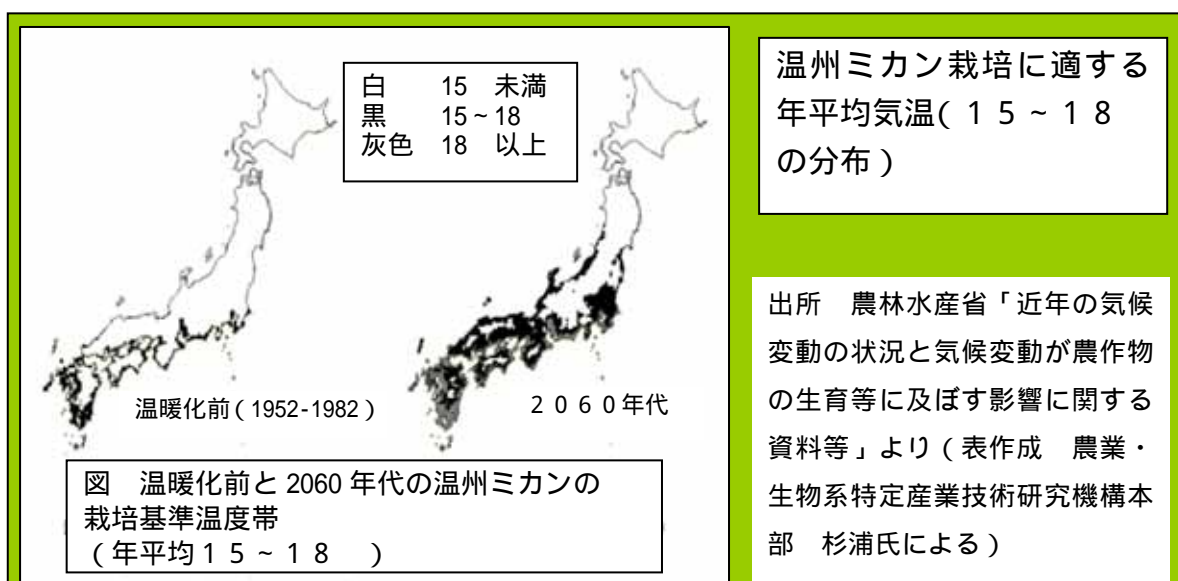 白　　15　未満
黒　　15～18
灰色　18　以上
温暖化前（1952-1982）
２０６０年代
図　温暖化前と 2060 年代の温州ミカンの
栽培基準温度帯
（年平均１５～１８　）
温州ミカン栽培に適する
年平均気温(１５～１８
の分布）
出所　農林水産省「近年の気候
変動の状況と気候変動が農作物
の生育等に及ぼす影響に関する
資料等」より（表作成　農業・
生物系特定産業技術研究機構本
部　杉浦氏による）